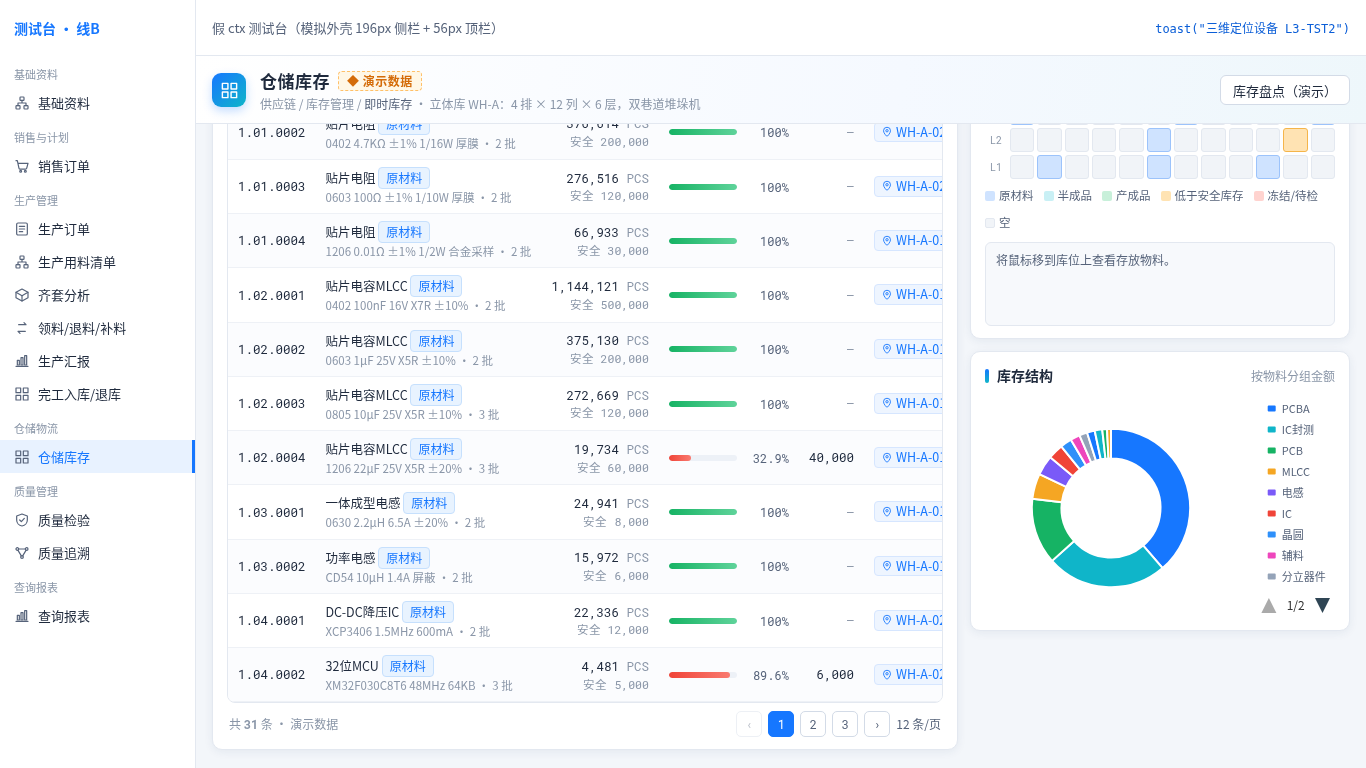 测试台 · 线B
基础资料
基础资料
销售与计划
销售订单
生产管理
生产订单
生产用料清单
齐套分析
领料/退料/补料
生产汇报
完工入库/退库
仓储物流
仓储库存
质量管理
质量检验
质量追溯
查询报表
查询报表
假 ctx 测试台（模拟外壳 196px 侧栏 + 56px 顶栏）
toast("三维定位设备 L3-TST2")
仓储库存
◆ 演示数据
供应链 / 库存管理 / 即时库存 · 立体库 WH-A：4 排 × 12 列 × 6 层，双巷道堆垛机
库存盘点（演示）
1.01.0002 贴片电阻 原材料 PCS 100% — WH-A-02
0402 4.7KΩ ±1% 1/16W 厚膜 · 2 批 安全 200,000
1.01.0003 贴片电阻 原材料 276,516 PCS 100% — WH-A-02
0603 100Ω ±1% 1/10W 厚膜 · 2 批 安全 120,000
1.01.0004 贴片电阻 原材料 66,933 PCS 100% — WH-A-01
1206 0.01Ω ±1% 1/2W 合金采样 · 2 批 安全 30,000
1.02.0001 贴片电容MLCC 原材料 1,144,121 PCS 100% — WH-A-01
0402 100nF 16V X7R ±10% · 2 批 安全 500,000
1.02.0002 贴片电容MLCC 原材料 375,130 PCS 100% — WH-A-01
0603 1μF 25V X5R ±10% · 2 批 安全 200,000
1.02.0003 贴片电容MLCC 原材料 272,669 PCS 100% — WH-A-01
0805 10μF 25V X5R ±10% · 3 批 安全 120,000
1.02.0004 贴片电容MLCC 原材料 19,734 PCS 32.9% 40,000 WH-A-01
1206 22μF 25V X5R ±20% · 3 批 安全 60,000
1.03.0001 一体成型电感 原材料 24,941 PCS 100% — WH-A-01
0630 2.2μH 6.5A ±20% · 2 批 安全 8,000
1.03.0002 功率电感 原材料 15,972 PCS 100% — WH-A-01
CD54 10μH 1.4A 屏蔽 · 2 批 安全 6,000
1.04.0001 DC-DC降压IC 原材料 22,336 PCS 100% — WH-A-02
XCP3406 1.5MHz 600mA · 2 批 安全 12,000
1.04.0002 32位MCU 原材料 4,481 PCS 89.6% 6,000 WH-A-02
XM32F030C8T6 48MHz 64KB · 3 批 安全 5,000
共 31 条 · 演示数据
‹ 1 2 3 › 12 条/页
L2
L1
原材料 半成品 产成品 低于安全库存 冻结/待检
空
将鼠标移到库位上查看存放物料。
库存结构
按物料分组金额
PCBA
IC封测
PCB
MLCC
电感
IC
晶圆
辅料
分立器件
1/2